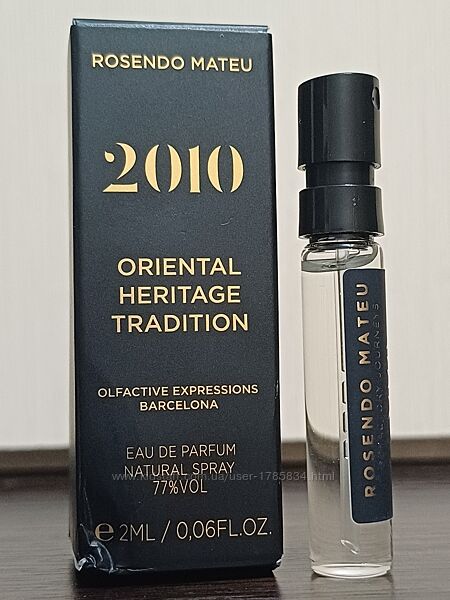 ROSENDO MATEU
2010
ORIENTAL
HERITAGE
TRADITION
OLFACTIVE EXPRESSIONS
BARCELONA
EAU DE PARFUM
NATURAL SPRAY
77%VOL
℮ 2ML / 0,06FL.OZ.
ROSENDO MATEU
JOURNEYS